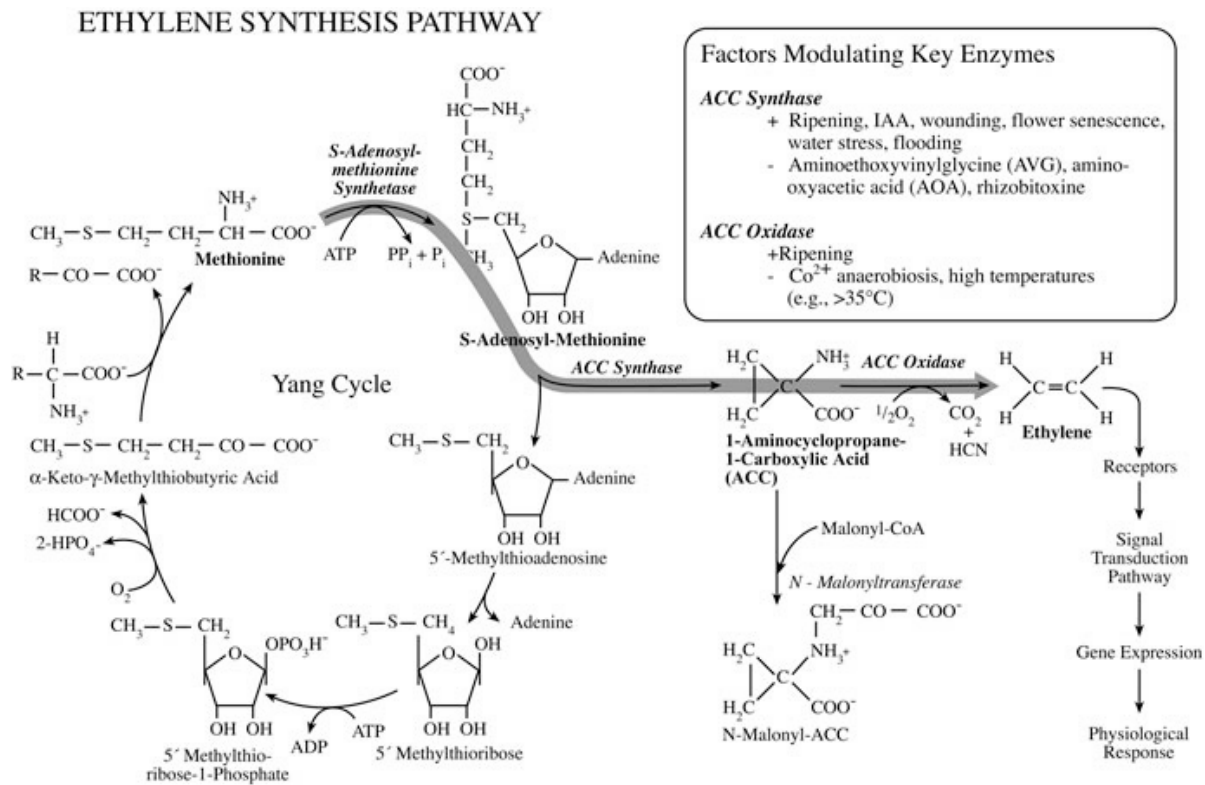 ETHYLENE SYNTHESIS PATHWAY
Factors Modulating Key Enzymes
ACC Synthase
+ Ripening, IAA, wounding, flower senescence,
water stress, flooding
- Aminoethoxyvinylglycine (AVG), amino-
oxyacetic acid (AOA), rhizobitoxine
ACC Oxidase
+Ripening
- Co²⁺ anaerobiosis, high temperatures
(e.g., >35°C)
COO⁻
HC—NH₃⁺
CH₂
CH₂
S—CH₂
CH₃
O
Adenine
OH OH
S-Adenosyl-Methionine
S-Adenosyl-
methionine
Synthetase
ATP
PPᵢ + Pᵢ
NH₃⁺
CH₃—S—CH₂—CH₂—CH—COO⁻
Methionine
R—CO—COO⁻
H
R—C—COO⁻
NH₃⁺
Yang Cycle
CH₃—S—CH₂—CH₂—CO—COO⁻
α-Keto-γ-Methylthiobutyric Acid
HCOO⁻
2-HPO₄-
O₂
ACC Synthase
H₂C
NH₃⁺
C
H₂C
COO⁻
1-Aminocyclopropane-
1-Carboxylic Acid
(ACC)
ACC Oxidase
½O₂
CO₂
+
HCN
H H
C=C
H H
Ethylene
Receptors
Signal
Transduction
Pathway
Gene Expression
Physiological
Response
CH₃—S—CH₂
O
Adenine
OH OH
5´-Methylthioadenosine
Adenine
Malonyl-CoA
N - Malonyltransferase
CH₂—CO—COO⁻
H₂C
NH₃⁺
C
H₂C
COO⁻
N-Malonyl-ACC
CH₃—S—CH₄
O
OH
OH OH
5´ Methylthioribose
ATP
ADP
CH₃—S—CH₂
O
OPO₃H⁻
OH OH
5´ Methylthio-
ribose-1-Phosphate